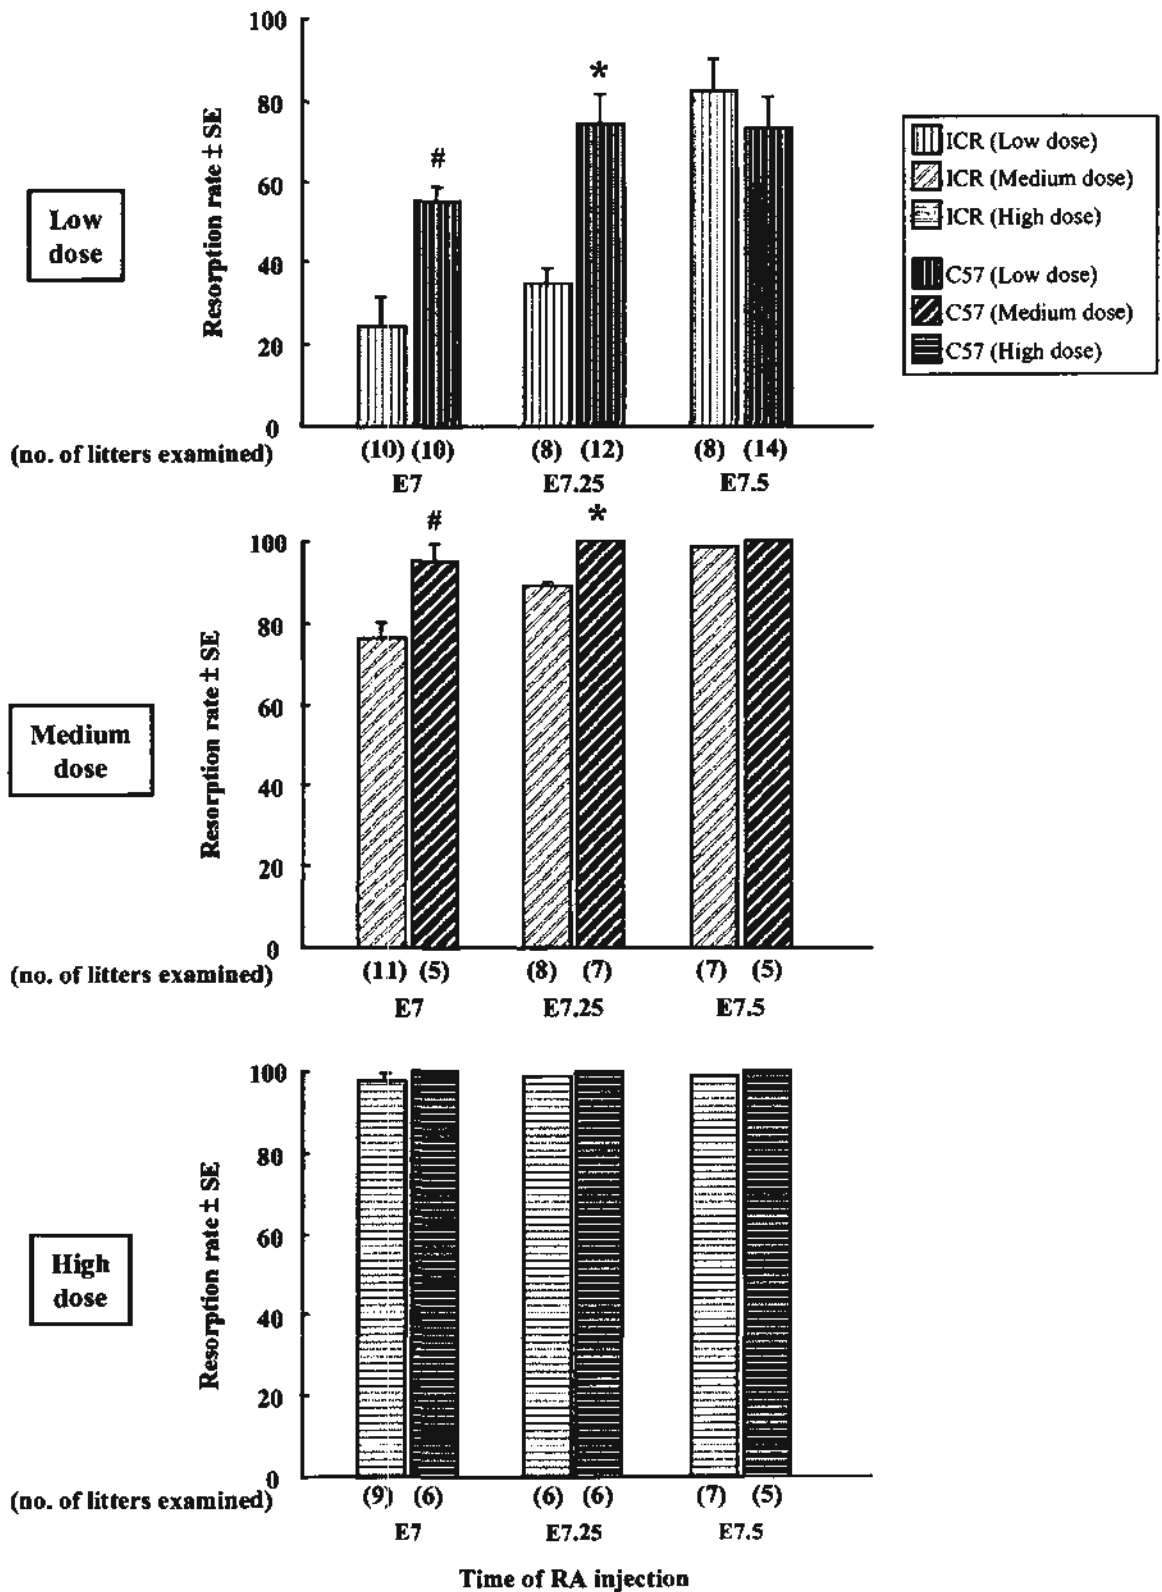 100
80
60
40
20
0
Resorption rate ± SE
Low
dose
#
*
ICR (Low dose)
ICR (Medium dose)
ICR (High dose)
C57 (Low dose)
C57 (Medium dose)
C57 (High dose)
(no. of litters examined) (10) (10) (8) (12) (8) (14)
E7 E7.25 E7.5
100
80
60
40
20
0
Resorption rate ± SE
Medium
dose
#
*
(no. of litters examined) (11) (5) (8) (7) (7) (5)
E7 E7.25 E7.5
100
80
60
40
20
0
Resorption rate ± SE
High
dose
(no. of litters examined) (9) (6) (6) (6) (7) (5)
E7 E7.25 E7.5
Time of RA injection